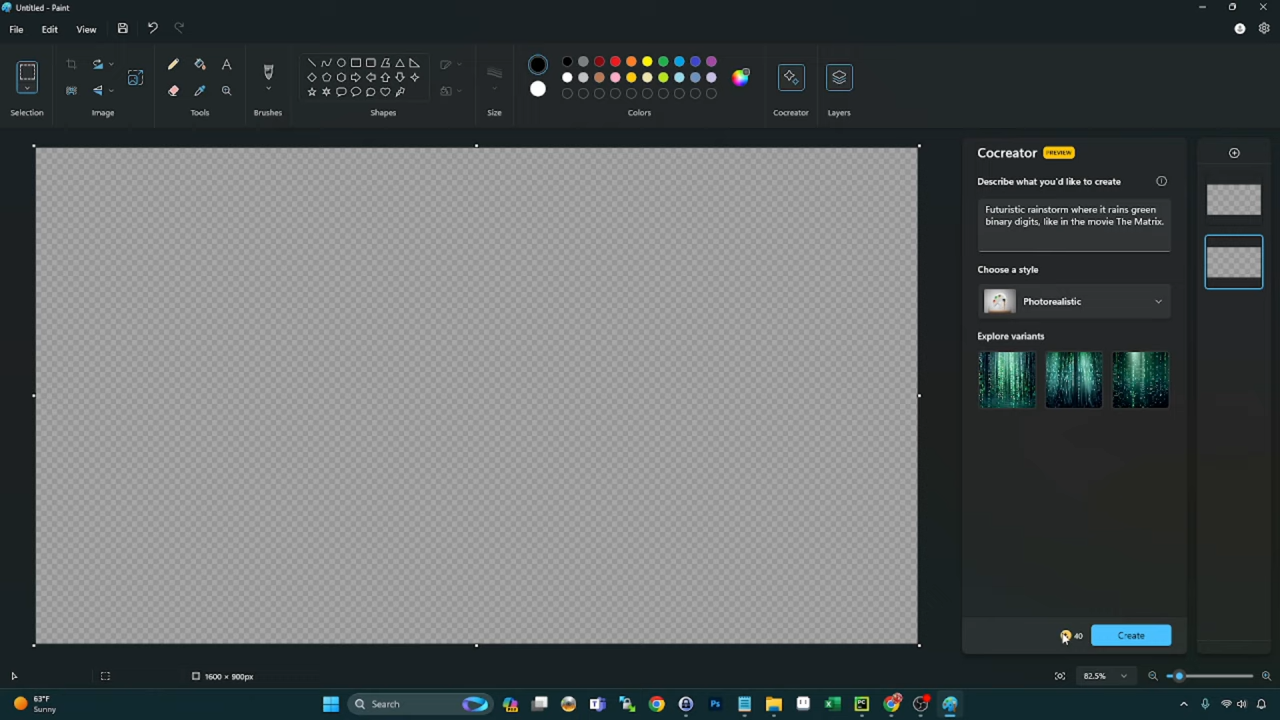 Untitled - Paint
File Edit View
Selection Image Tools Brushes Shapes Size Colors Cocreator Layers
Cocreator PREVIEW
Describe what you'd like to create
Futuristic rainstorm where it rains green
binary digits, like in the movie The Matrix.
Choose a style
Photorealistic
Explore variants
40 Create
1600 × 900px 82.5%
63°F
Sunny
Search